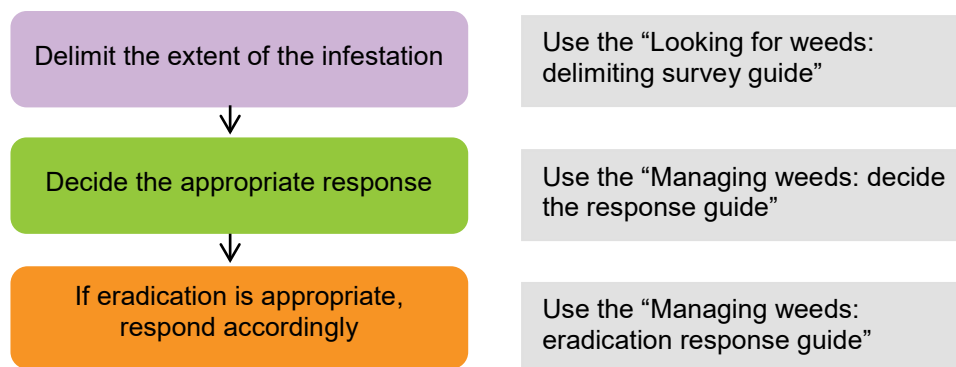 Delimit the extent of the infestation
Use the “Looking for weeds:
delimiting survey guide”
Decide the appropriate response
Use the “Managing weeds: decide
the response guide”
If eradication is appropriate,
respond accordingly
Use the “Managing weeds:
eradication response guide”